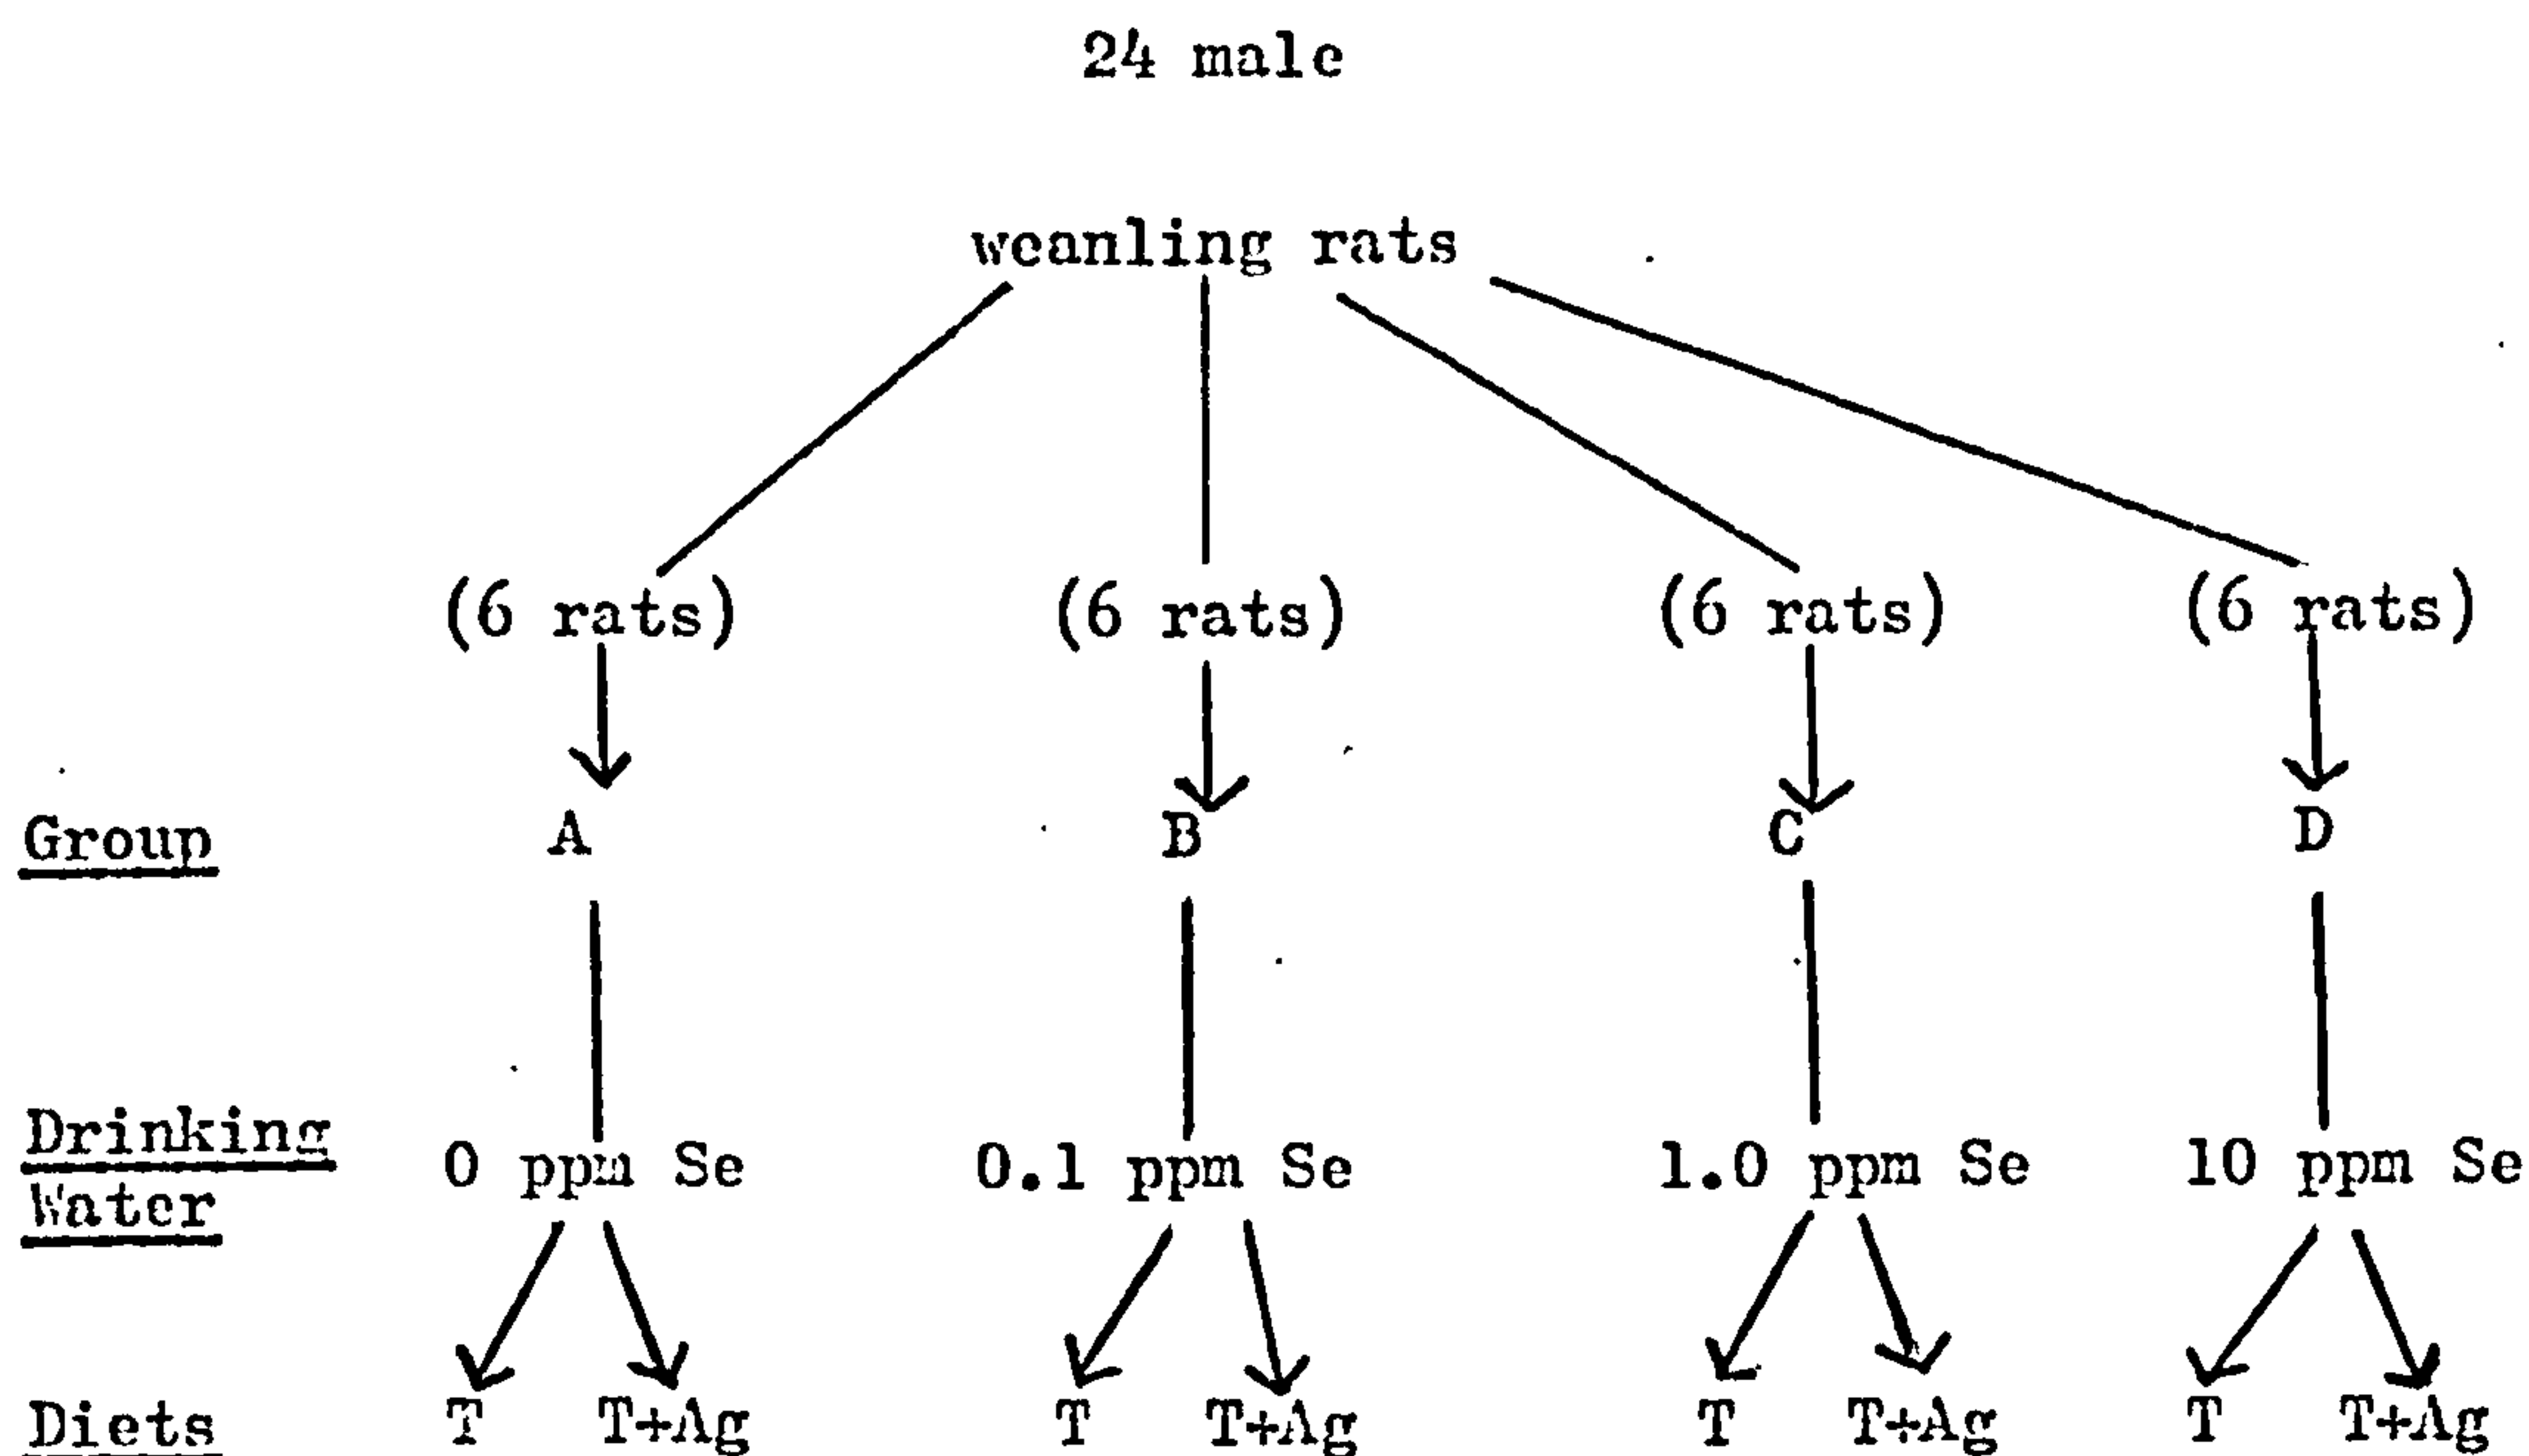 24 male
weanling rats
(6 rats) (6 rats) (6 rats) (6 rats)
Group A B C D
Drinking
Water 0 ppm Se 0.1 ppm Se 1.0 ppm Se 10 ppm Se
Diets T T+Ag T T+Ag T T+Ag T T+Ag